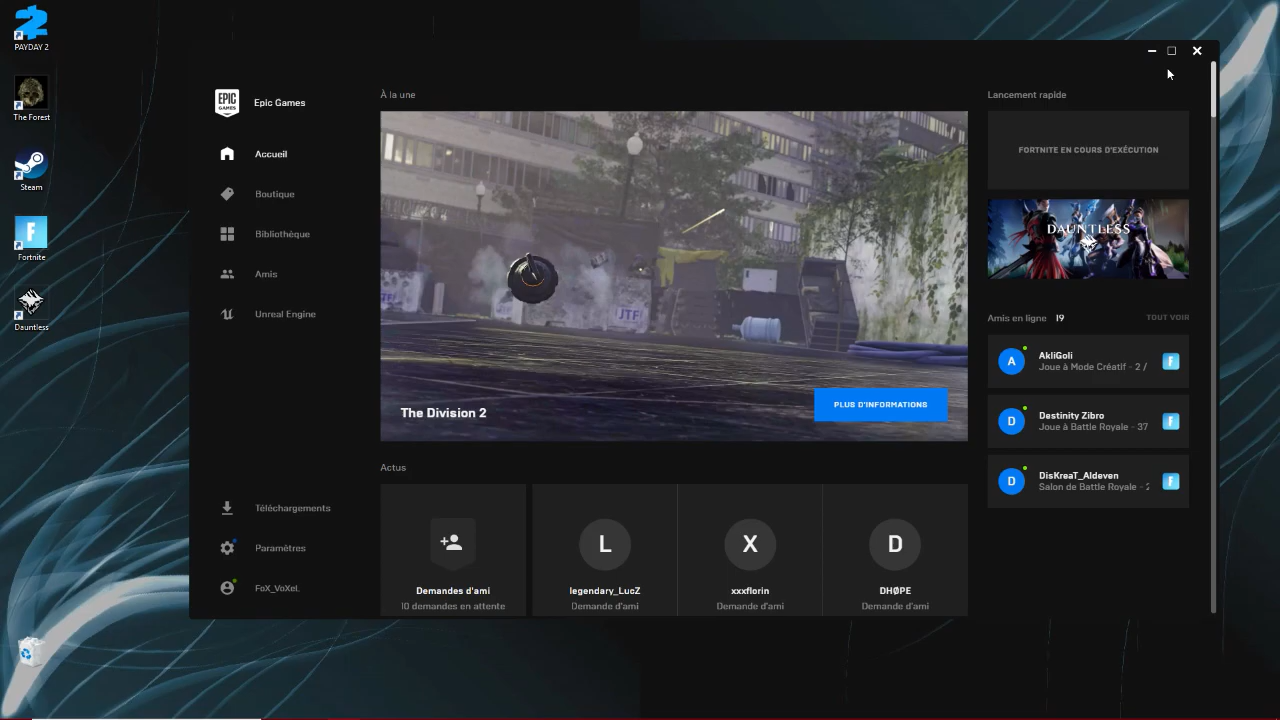 PAYDAY 2
The Forest
Steam
Fortnite
Dauntless
EPIC
GAMES
Epic Games
Accueil
Boutique
Bibliothèque
Amis
Unreal Engine
Téléchargements
Paramètres
FoX_VoXeL
À la une
JTF!
The Division 2
PLUS D'INFORMATIONS
Actus
Demandes d'ami
10 demandes en attente
L
legendary_LucZ
Demande d'ami
X
xxxflorin
Demande d'ami
D
DHØPE
Demande d'ami
Lancement rapide
FORTNITE EN COURS D'EXÉCUTION
DAUNTLESS
Amis en ligne 19
TOUT VOIR
A
AkliGoli
Joue à Mode Créatif - 2 /
D
Destinity Zibro
Joue à Battle Royale - 37
D
DisKreaT_Aldeven
Salon de Battle Royale -